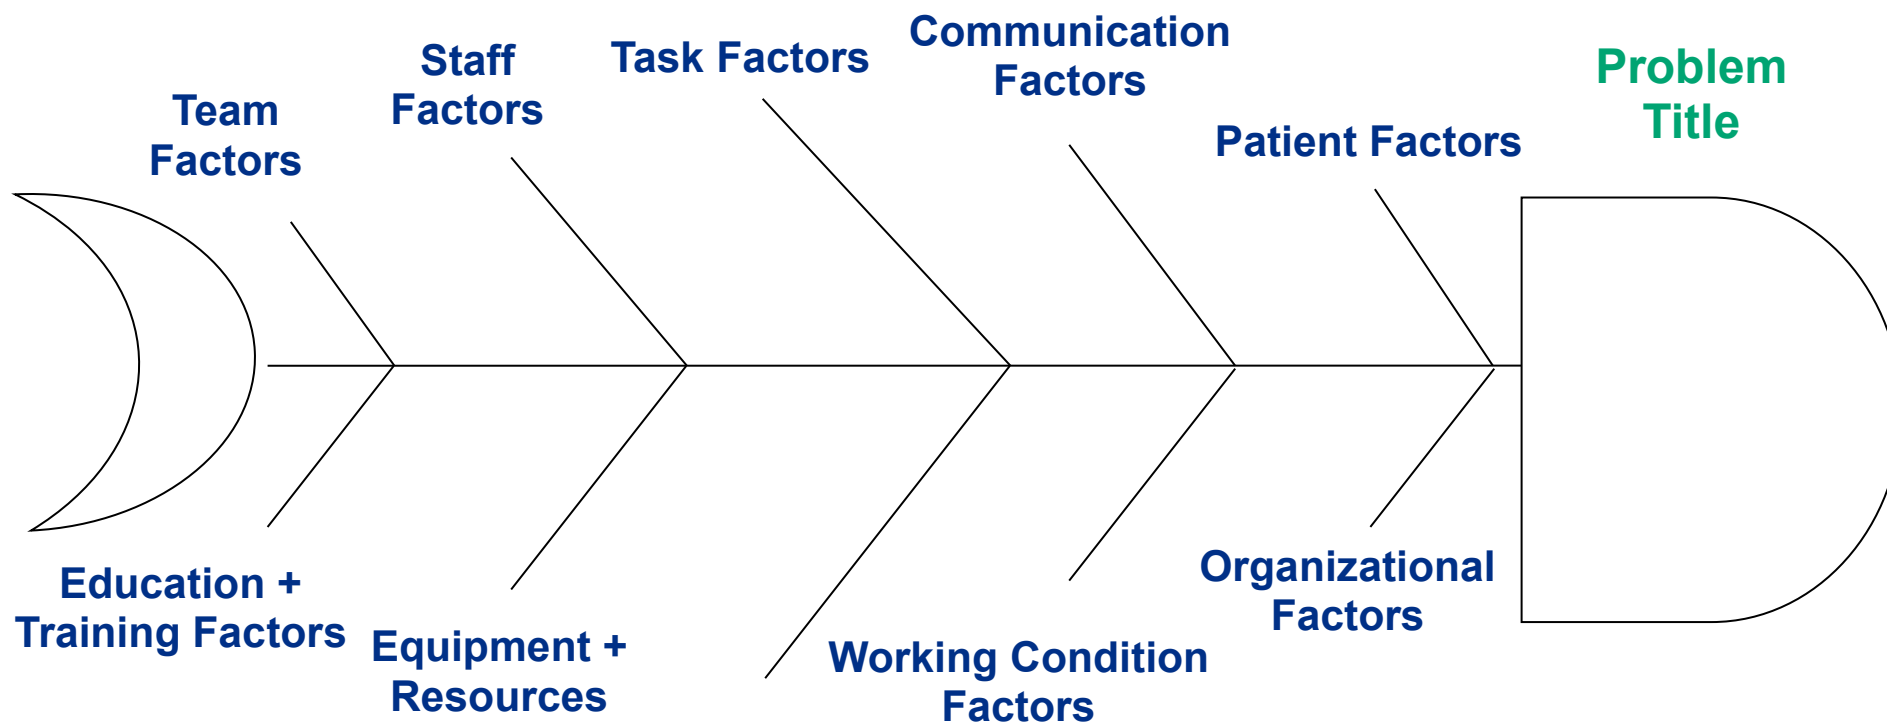 Team
Factors
Staff
Factors
Task Factors
Communication
Factors
Patient Factors
Problem
Title
Education +
Training Factors
Equipment +
Resources
Working Condition
Factors
Organizational
Factors